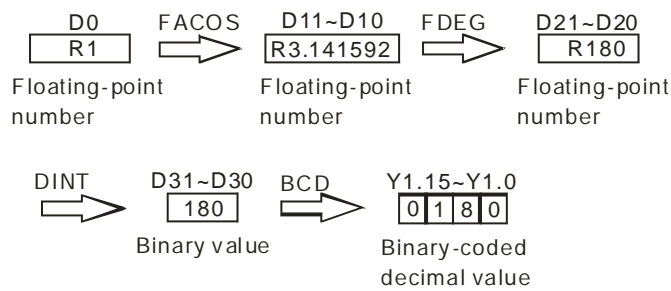 D0 FACOS D11~D10 FDEG D21~D20
R1 R3.141592 R180
Floating-point number Floating-point number Floating-point number
DINT D31~D30 BCD Y1.15~Y1.0
180 0 1 8 0
Binary value Binary-coded decimal value